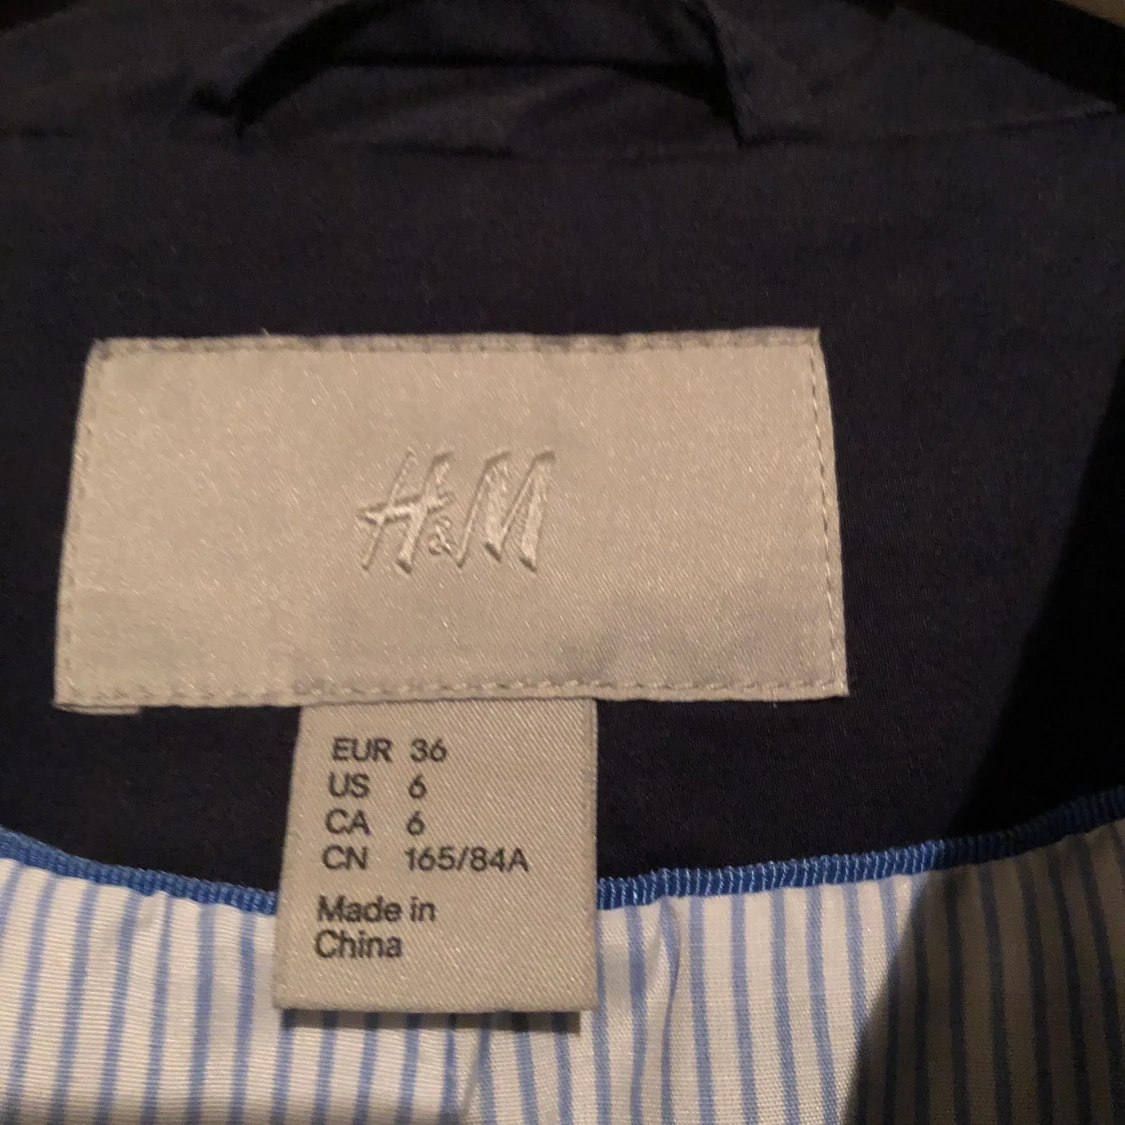 H&M
EUR 36
US 6
CA 6
CN 165/84A
Made in
China